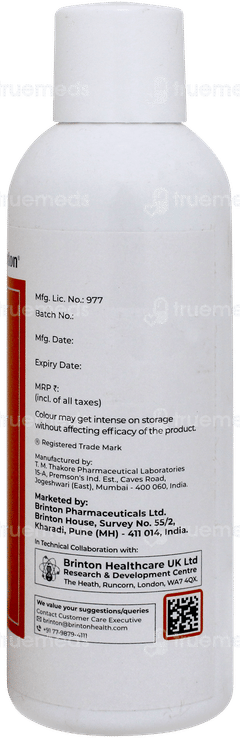 Mfg. Lic. No.: 977
Batch No.:
Mfg. Date:
Expiry Date:
MRP ₹:
(incl. of all taxes)
Colour may get intense on storage
without affecting efficacy of the product.
® Registered Trade Mark
Manufactured by:
T. M. Thakore Pharmaceutical Laboratories
15-A, Premson's Ind. Est., Caves Road,
Jogeshwari (East), Mumbai - 400 060, India.
Marketed by:
Brinton Pharmaceuticals Ltd.
Brinton House, Survey No. 55/2,
Kharadi, Pune (MH) - 411 014, India.
In Technical Collaboration with:
Brinton Healthcare UK Ltd
Research & Development Centre
The Heath, Runcorn, London, WA7 4QX.
We value your suggestions/queries
Contact Customer Care Executive
brinton@brintonhealth.com
+91 77-9879-4111
truemeds